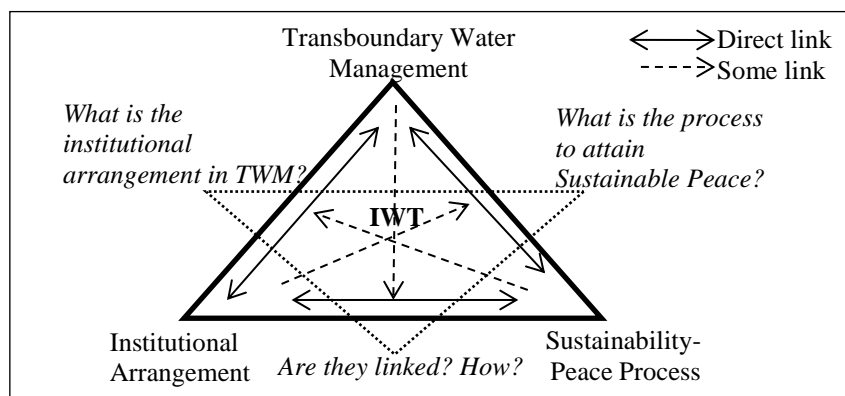 Transboundary Water
Management
Direct link
Some link
What is the
institutional
arrangement in TWM?
What is the process
to attain
Sustainable Peace?
IWT
Institutional
Arrangement
Are they linked? How?
Sustainability-
Peace Process